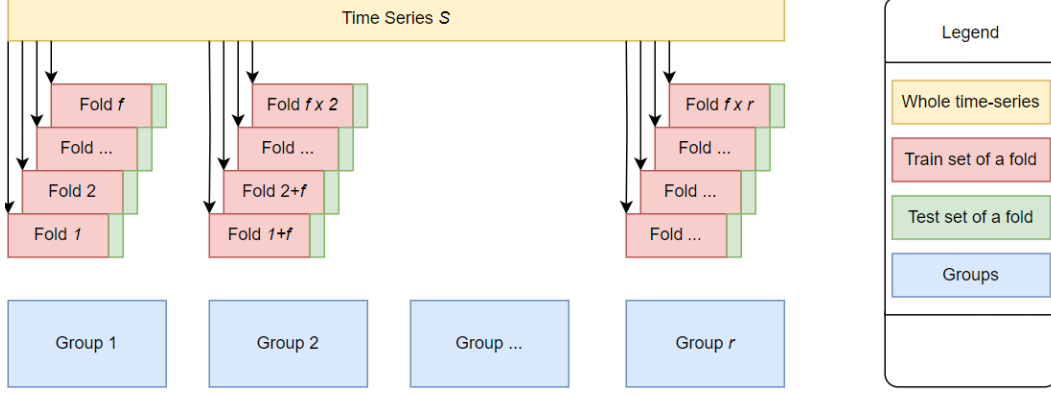 Time Series S
Legend
Fold f
Fold f x 2
Fold f x r
Whole time-series
Fold ...
Fold ...
Fold ...
Train set of a fold
Fold 2
Fold 2+f
Fold ...
Test set of a fold
Fold 1
Fold 1+f
Fold ...
Groups
Group 1
Group 2
Group ...
Group r